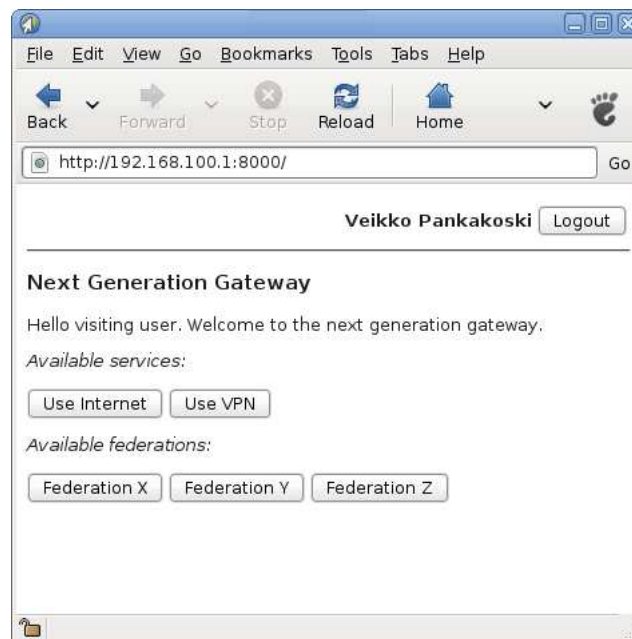 File Edit View Go Bookmarks Tools Tabs Help
Back Forward Stop Reload Home
http://192.168.100.1:8000/ Go
Veikko Pankakoski Logout
Next Generation Gateway
Hello visiting user. Welcome to the next generation gateway.
Available services:
Use Internet Use VPN
Available federations:
Federation X Federation Y Federation Z